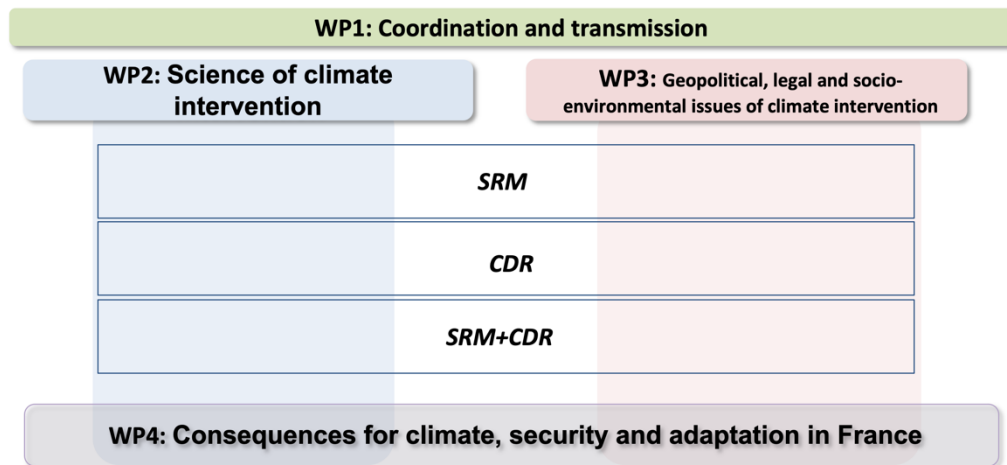 WP1: Coordination and transmission
WP2: Science of climate
intervention
WP3: Geopolitical, legal and socio-
environmental issues of climate intervention
SRM
CDR
SRM+CDR
WP4: Consequences for climate, security and adaptation in France